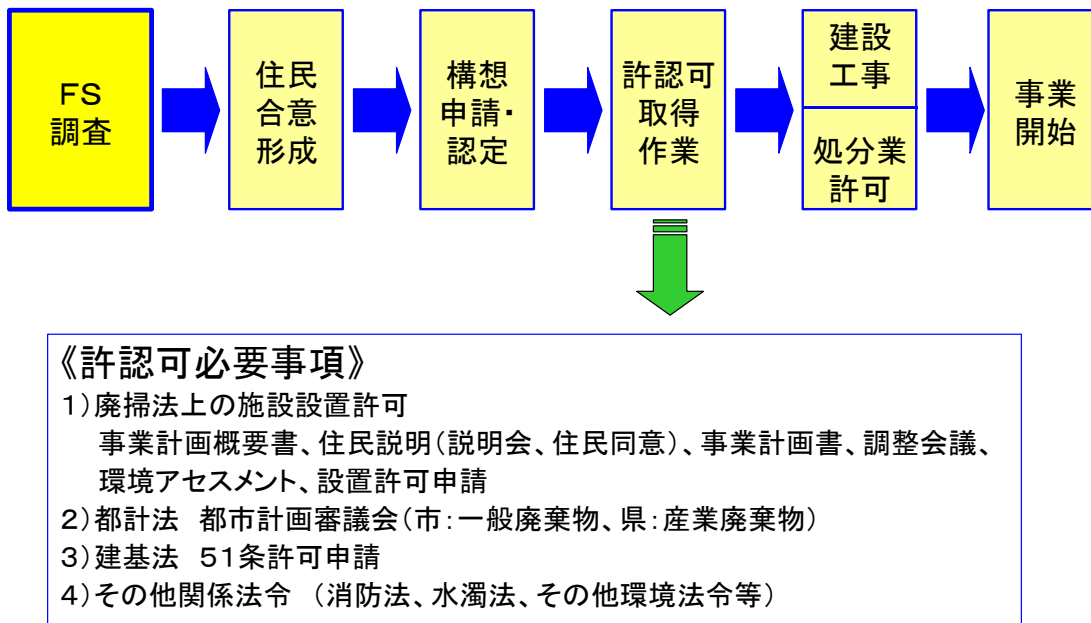 FS
調査
住民
合意
形成
構想
申請・
認定
許認可
取得
作業
建設
工事
処分業
許可
事業
開始
《許認可必要事項》
1)廃掃法上の施設設置許可
事業計画概要書、住民説明(説明会、住民同意)、事業計画書、調整会議、
環境アセスメント、設置許可申請
2)都計法 都市計画審議会(市:一般廃棄物、県:産業廃棄物)
3)建基法 51条許可申請
4)その他関係法令 (消防法、水濁法、その他環境法令等)